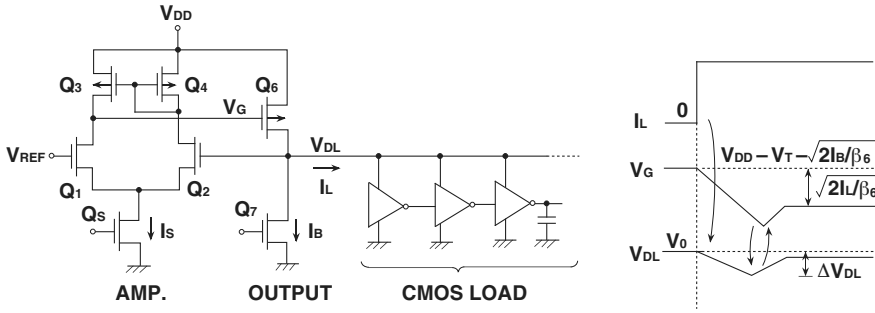 VDD
Q3
Q4
Q6
VG
VREF
VDL
IL
Q1
Q2
QS
IS
Q7
IB
AMP.
OUTPUT
CMOS LOAD
IL
0
VDD – VT – √2IB/β6
VG
√2IL/β6
V0
VDL
ΔVDL